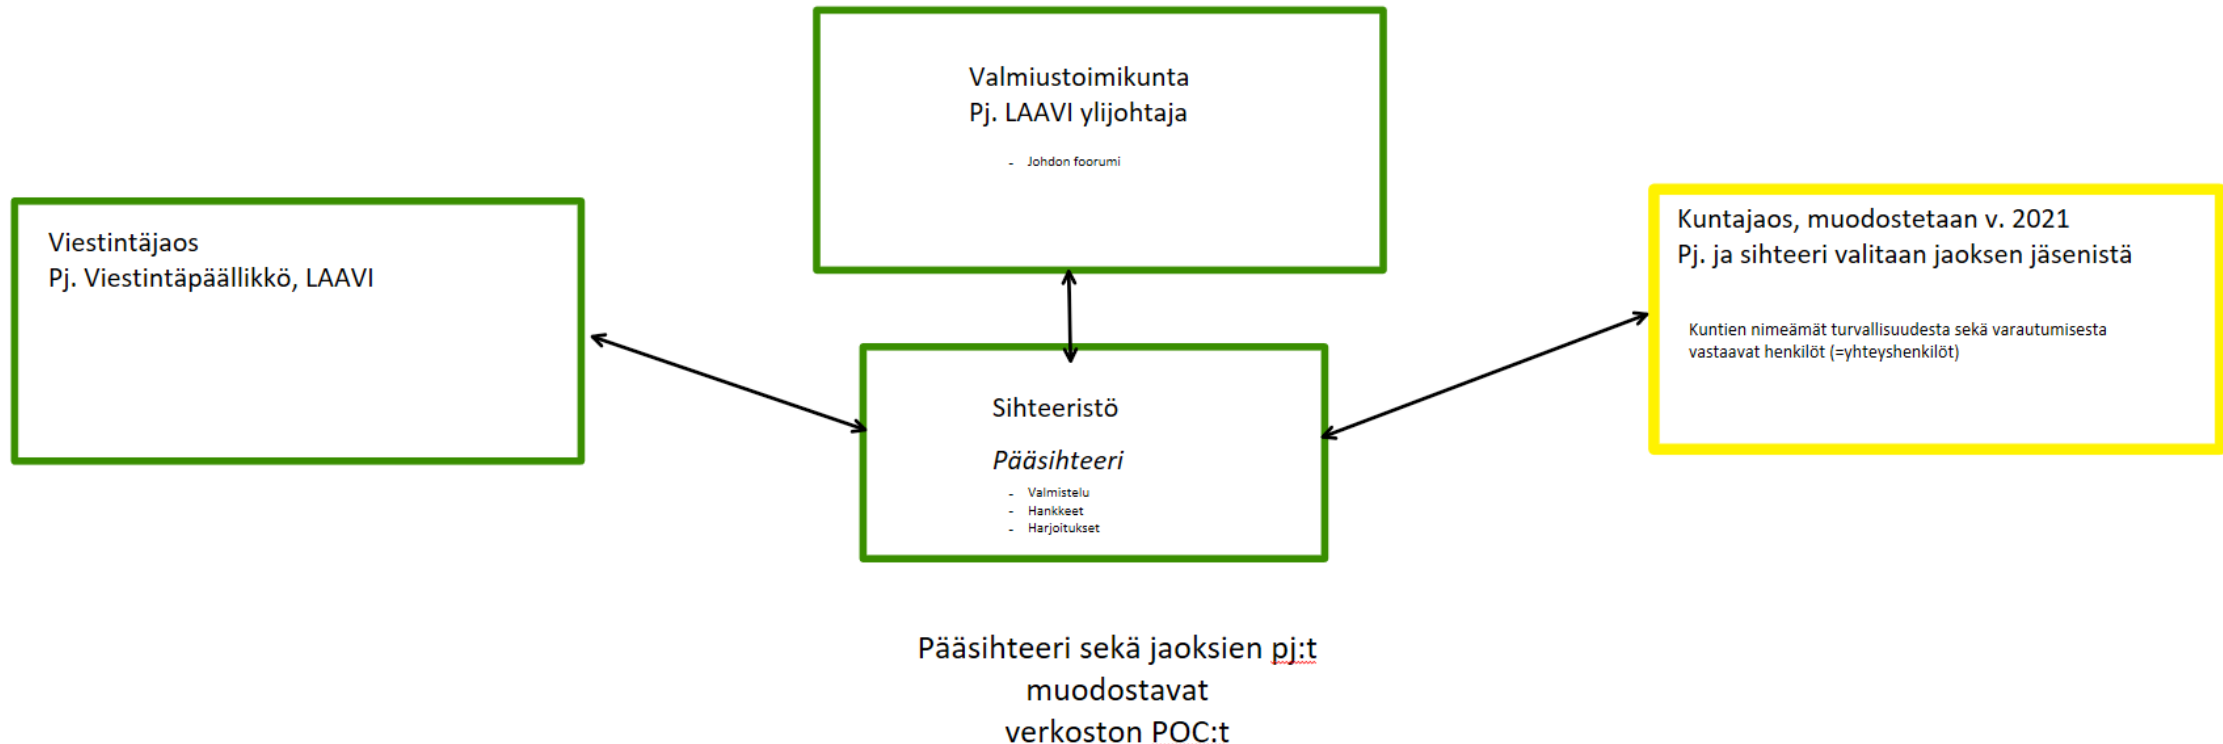 Valmiustoimikunta
Pj. LAAVI ylijohtaja
- Johdon foorumi
Viestintäjaos
Pj. Viestintäpäällikkö, LAAVI
Kuntajaos, muodostetaan v. 2021
Pj. ja sihteeri valitaan jaoksen jäsenistä
Kuntien nimeämät turvallisuudesta sekä varautumisesta
vastaavat henkilöt (=yhteyshenkilöt)
Sihteeristö
Pääsihteeri
- Valmistelu
- Hankkeet
- Harjoitukset
Pääsihteeri sekä jaoksien pj:t
muodostavat
verkoston POC:t